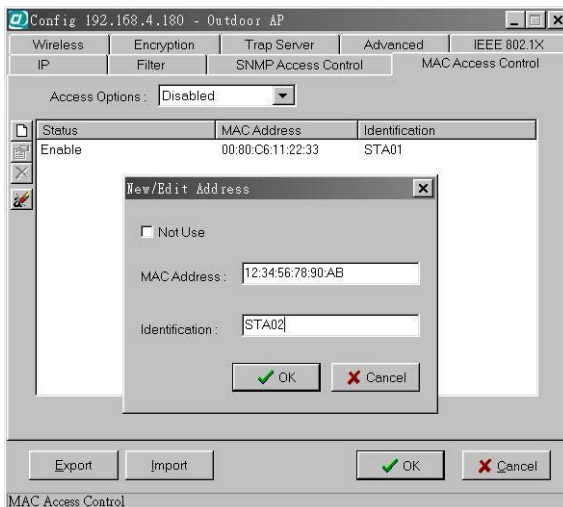 Config 192.168.4.180 - Outdoor AP
Wireless Encryption Trap Server Advanced IEEE 802.1X
IP Filter SNMP Access Control MAC Access Control
Access Options : Disabled
Status MAC Address Identification
Enable 00:80:C6:11:22:33 STA01
New/Edit Address
Not Use
MAC Address : 12:34:56:78:90:AB
Identification : STA02
OK Cancel
Export Import OK Cancel
MAC Access Control